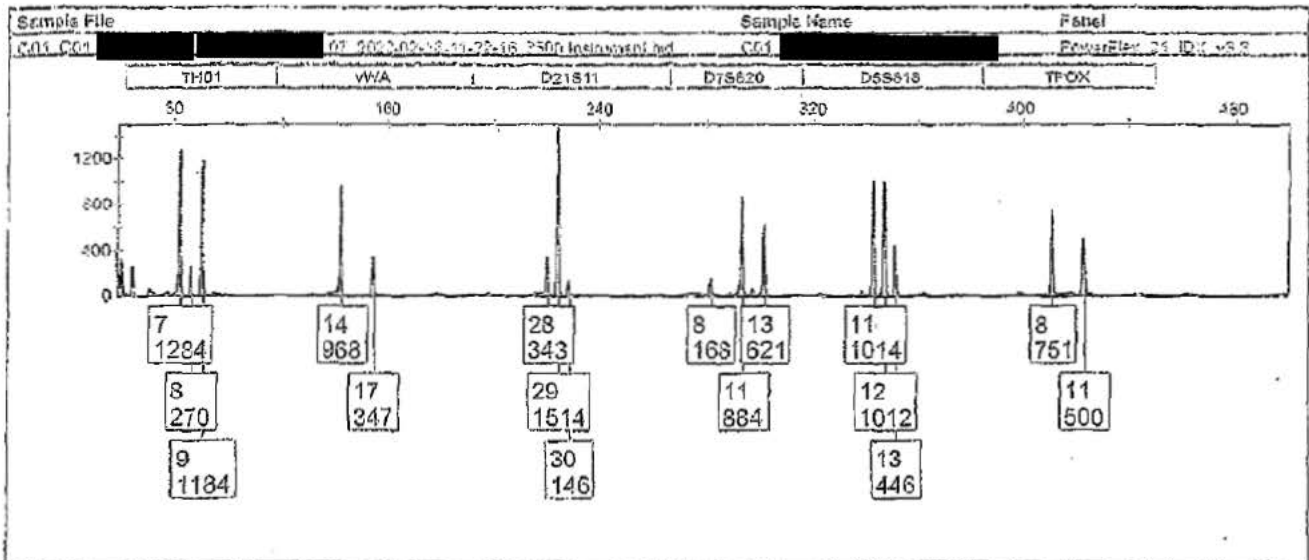 Sample File Sample Name Panel
C01_C01 C01
TH01 vWA D21S11 D7S820 D5S818 TPOX
80 160 240 320 400 480
1200
800
400
0
7 14 28 8 13 11 8
1284 968 343 168 621 1014 751
8 17 29 11 12 11
270 347 1514 884 1012 500
9 30 13
1184 146 446